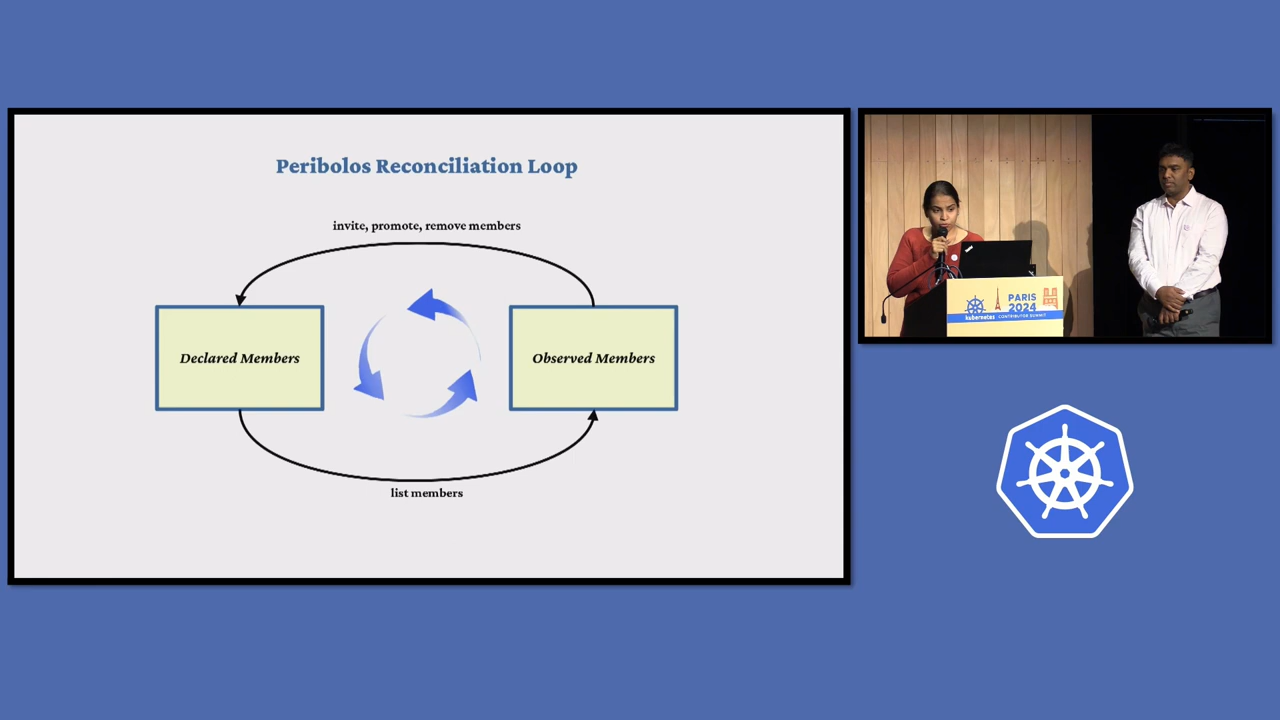 Peribolos Reconciliation Loop
invite, promote, remove members
Declared Members
Observed Members
list members
PARIS
2024
kubernetes CONTRIBUTOR SUMMIT